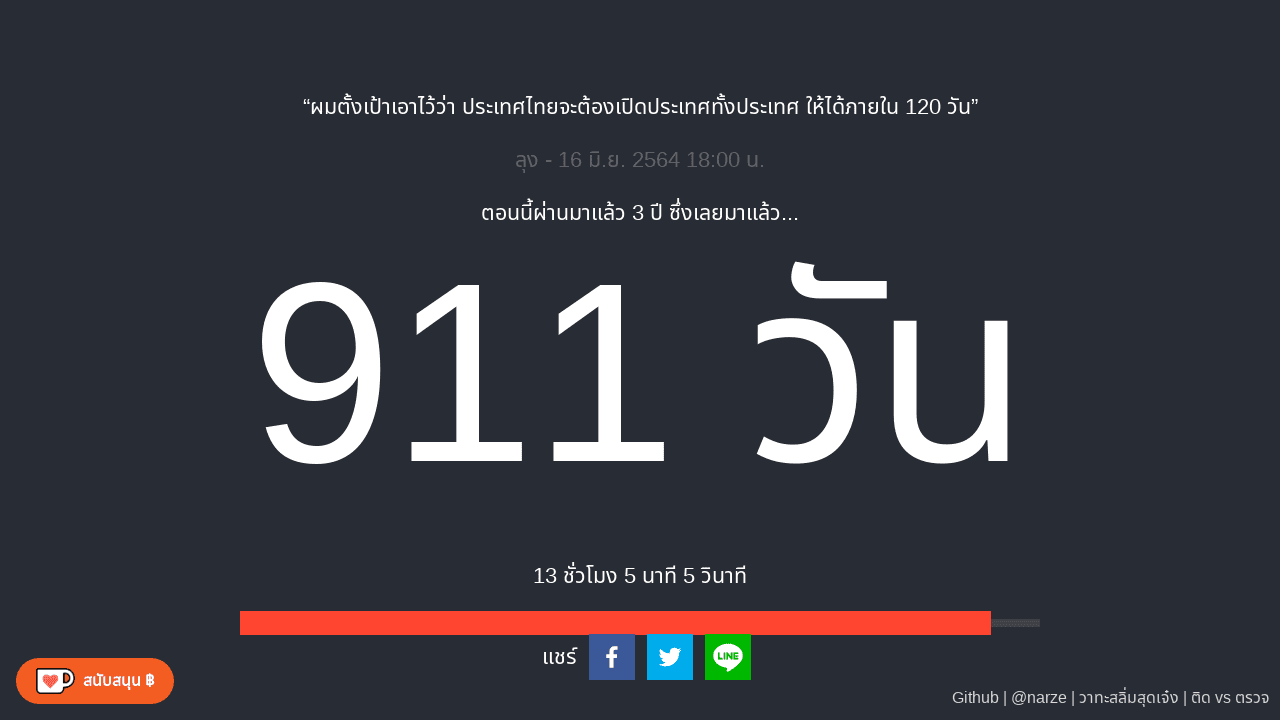 “ผมตั้งเป้าเอาไว้ว่า ประเทศไทยจะต้องเปิดประเทศทั้งประเทศ ให้ได้ภายใน 120 วัน”
ลุง - 16 มิ.ย. 2564 18:00 น.
ตอนนี้ผ่านมาแล้ว 3 ปี ซึ่งเลยมาแล้ว...
911 วัน
13 ชั่วโมง 5 นาที 5 วินาที
แชร์
LINE
สนับสนุน ฿
Github | @narze | วาทะสลิ่มสุดเจ๋ง | ติด vs ตรวจ